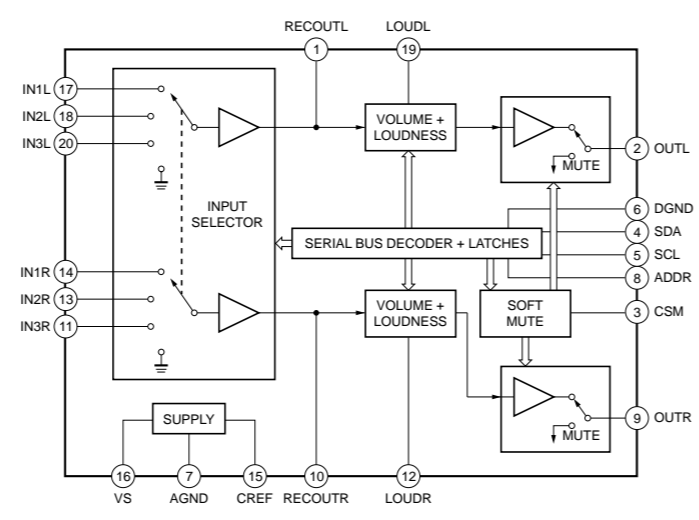 RECOUTL LOUDL
1 19
IN1L 17
IN2L 18
IN3L 20
VOLUME +
LOUDNESS
MUTE
2 OUTL
INPUT
SELECTOR
SERIAL BUS DECODER + LATCHES
6 DGND
4 SDA
5 SCL
8 ADDR
IN1R 14
IN2R 13
IN3R 11
VOLUME +
LOUDNESS
SOFT
MUTE
3 CSM
SUPPLY
MUTE
9 OUTR
16 7 15 10 12
VS AGND CREF RECOUTR LOUDR